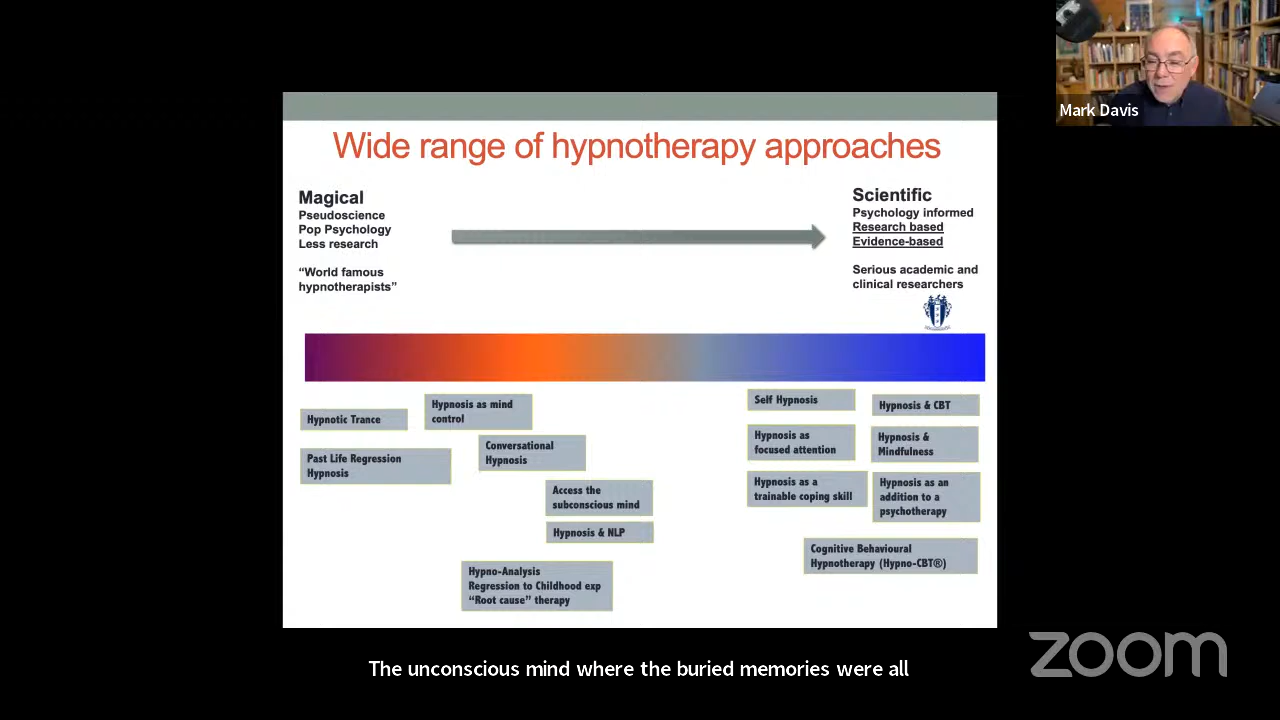 Mark Davis
Wide range of hypnotherapy approaches
Magical
Pseudoscience
Pop Psychology
Less research
“World famous
hypnotherapists”
Scientific
Psychology informed
Research based
Evidence-based
Serious academic and
clinical researchers
Hypnotic Trance
Hypnosis as mind
control
Past Life Regression
Hypnosis
Conversational
Hypnosis
Access the
subconscious mind
Hypnosis & NLP
Hypno-Analysis
Regression to Childhood exp
“Root cause” therapy
Self Hypnosis
Hypnosis & CBT
Hypnosis as
focused attention
Hypnosis &
Mindfulness
Hypnosis as a
trainable coping skill
Hypnosis as an
addition to a
psychotherapy
Cognitive Behavioural
Hypnotherapy (Hypno-CBT®)
zoom
The unconscious mind where the buried memories were all